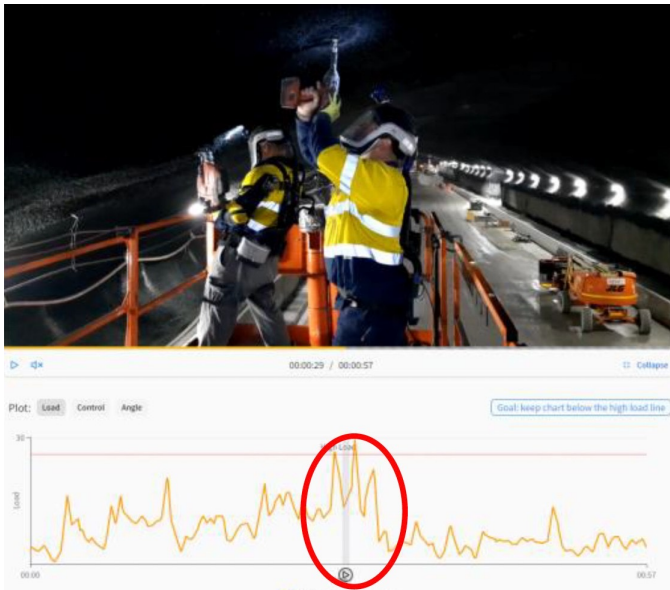 00:00:29 / 00:00:57
Collapse
Plot: Load Control Angle
Goal: keep chart below the high load line
30
High Load
Load
00:00
00:57